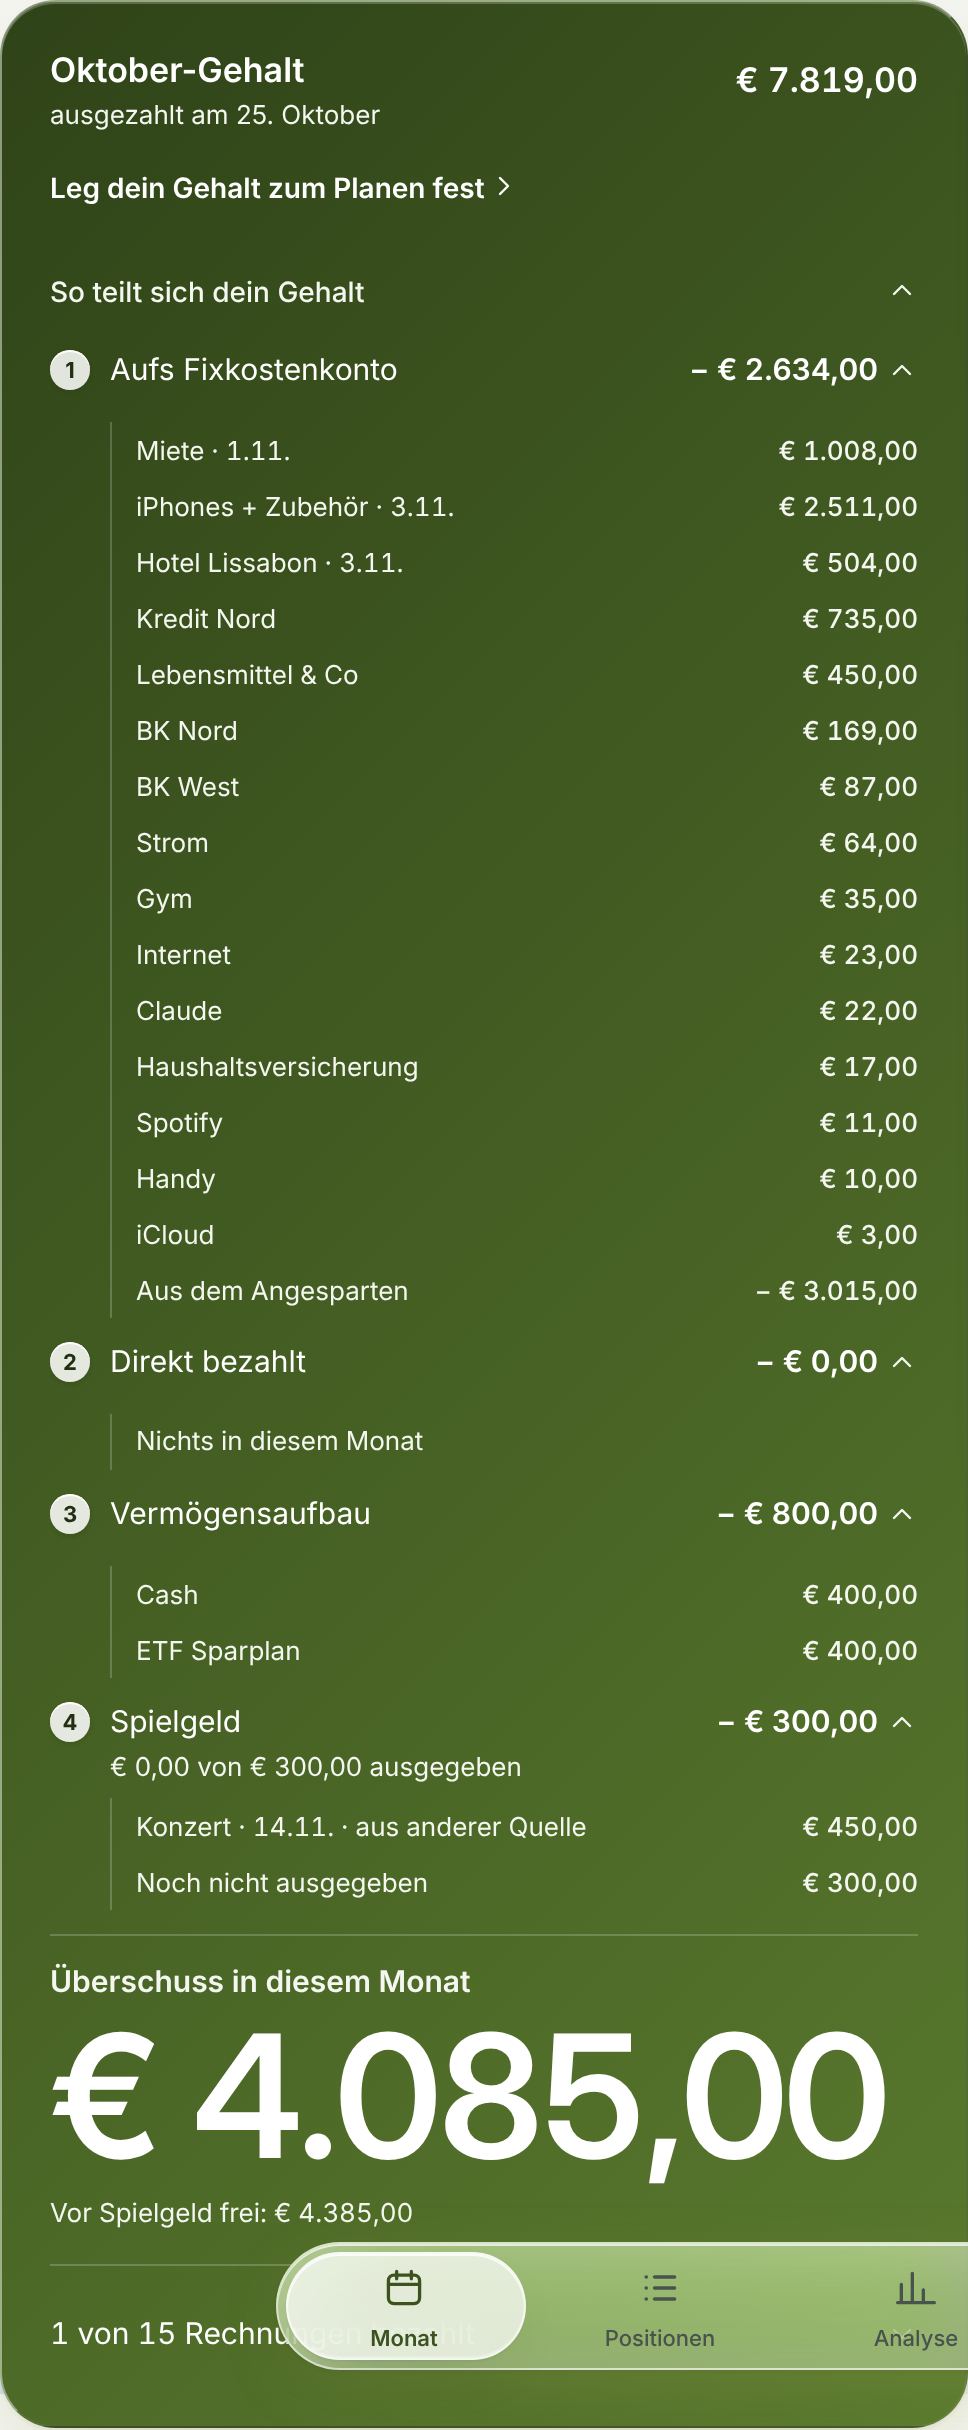 Oktober-Gehalt € 7.819,00
ausgezahlt am 25. Oktober
Leg dein Gehalt zum Planen fest
So teilt sich dein Gehalt
1 Aufs Fixkostenkonto – € 2.634,00
Miete · 1.11. € 1.008,00
iPhones + Zubehör · 3.11. € 2.511,00
Hotel Lissabon · 3.11. € 504,00
Kredit Nord € 735,00
Lebensmittel & Co € 450,00
BK Nord € 169,00
BK West € 87,00
Strom € 64,00
Gym € 35,00
Internet € 23,00
Claude € 22,00
Haushaltsversicherung € 17,00
Spotify € 11,00
Handy € 10,00
iCloud € 3,00
Aus dem Angesparten – € 3.015,00
2 Direkt bezahlt – € 0,00
Nichts in diesem Monat
3 Vermögensaufbau – € 800,00
Cash € 400,00
ETF Sparplan € 400,00
4 Spielgeld – € 300,00
€ 0,00 von € 300,00 ausgegeben
Konzert · 14.11. · aus anderer Quelle € 450,00
Noch nicht ausgegeben € 300,00
Überschuss in diesem Monat
€ 4.085,00
Vor Spielgeld frei: € 4.385,00
1 von 15 Rechnungen
Monat Positionen Analyse